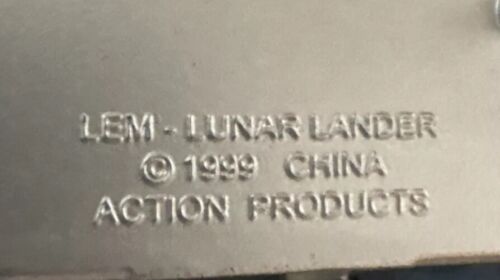 LEM - LUNAR LANDER
© 1999 CHINA
ACTION PRODUCTS